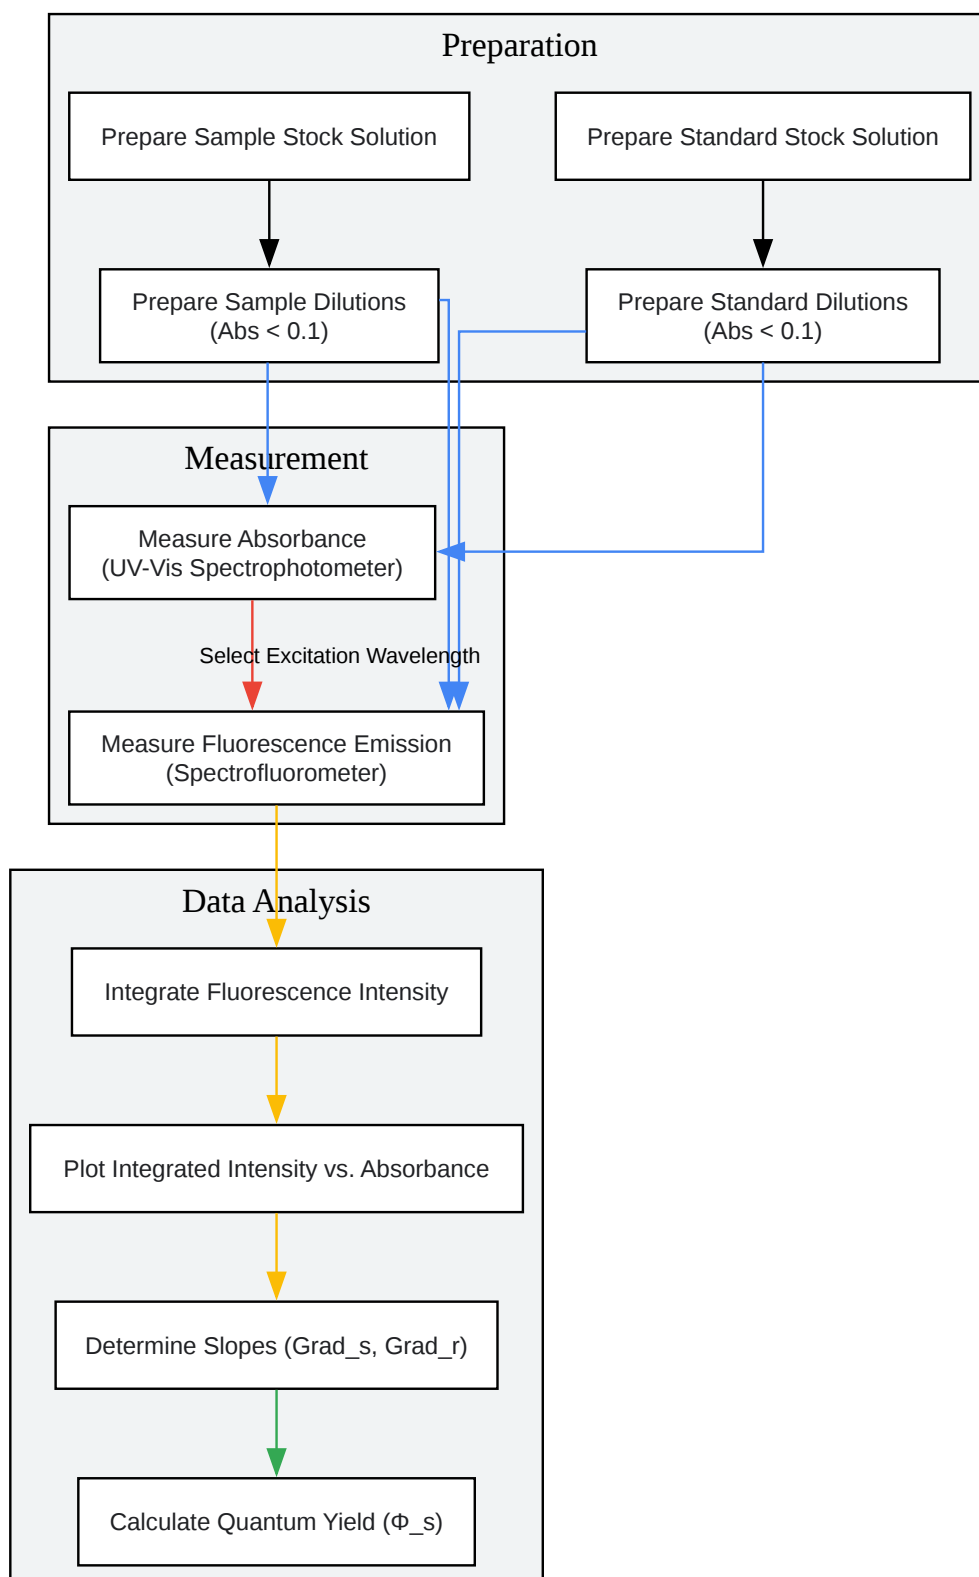 Preparation
Prepare Sample Stock Solution
Prepare Standard Stock Solution
Prepare Sample Dilutions
(Abs < 0.1)
Prepare Standard Dilutions
(Abs < 0.1)
Measurement
Measure Absorbance
(UV-Vis Spectrophotometer)
Select Excitation Wavelength
Measure Fluorescence Emission
(Spectrofluorometer)
Data Analysis
Integrate Fluorescence Intensity
Plot Integrated Intensity vs. Absorbance
Determine Slopes (Grad_s, Grad_r)
Calculate Quantum Yield (Φ_s)